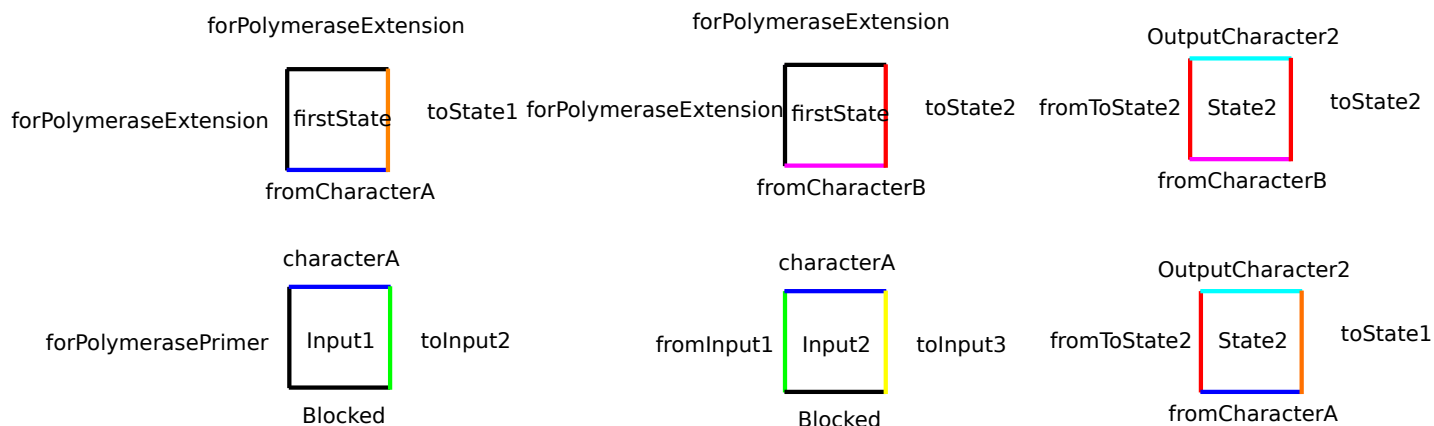 forPolymeraseExtension
forPolymeraseExtension
firstState
toState1
fromCharacterA
forPolymeraseExtension
forPolymeraseExtension
firstState
toState2
fromCharacterB
OutputCharacter2
fromToState2
State2
toState2
fromCharacterB
characterA
forPolymerasePrimer
Input1
toInput2
Blocked
characterA
fromInput1
Input2
toInput3
Blocked
OutputCharacter2
fromToState2
State2
toState1
fromCharacterA